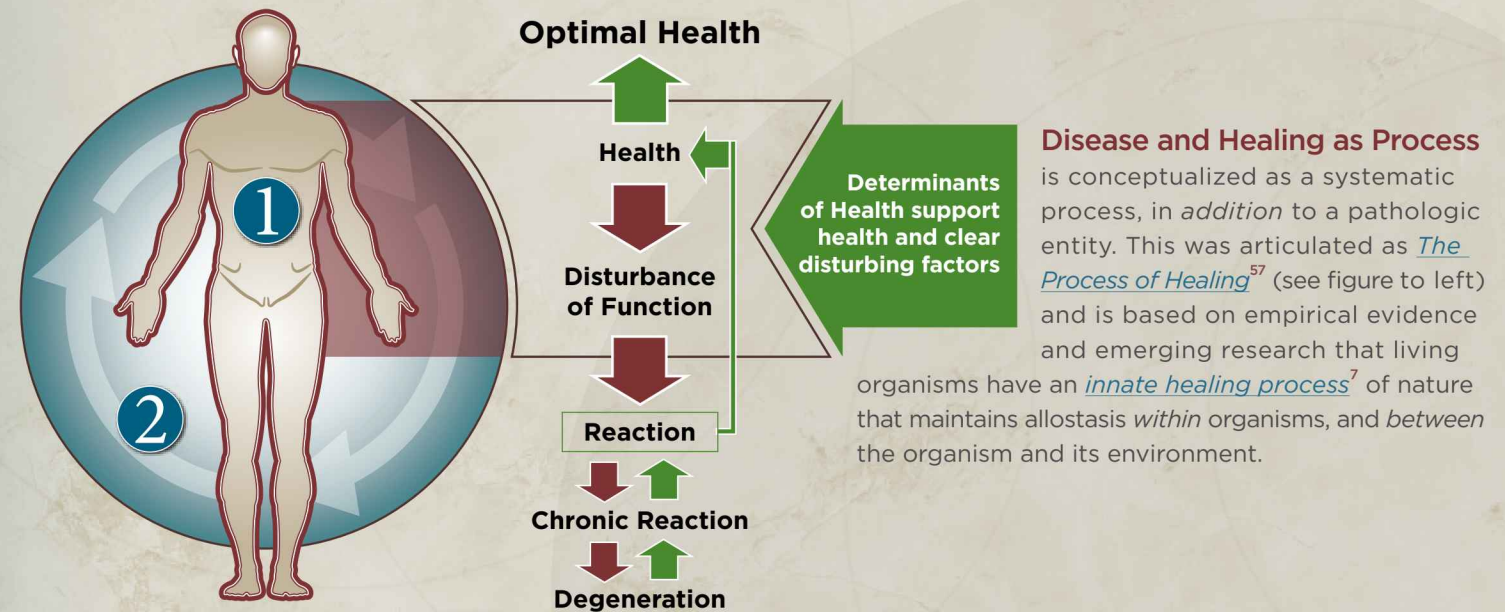 Optimal Health
Health
Disturbance
of Function
Reaction
Chronic Reaction
Degeneration
1
2
Determinants
of Health support
health and clear
disturbing factors
Disease and Healing as Process
is conceptualized as a systematic
process, in addition to a pathologic
entity. This was articulated as The
Process of Healing57 (see figure to left)
and is based on empirical evidence
and emerging research that living
organisms have an innate healing process7 of nature
that maintains allostasis within organisms, and between
the organism and its environment.